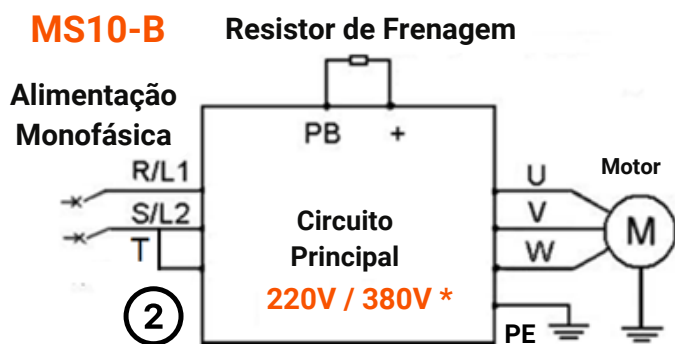 MS10-B
Resistor de Frenagem
Alimentação
Monofásica
PB +
R/L1
S/L2
T
2
Circuito
Principal
220V / 380V *
U
V
W
PE
Motor
M